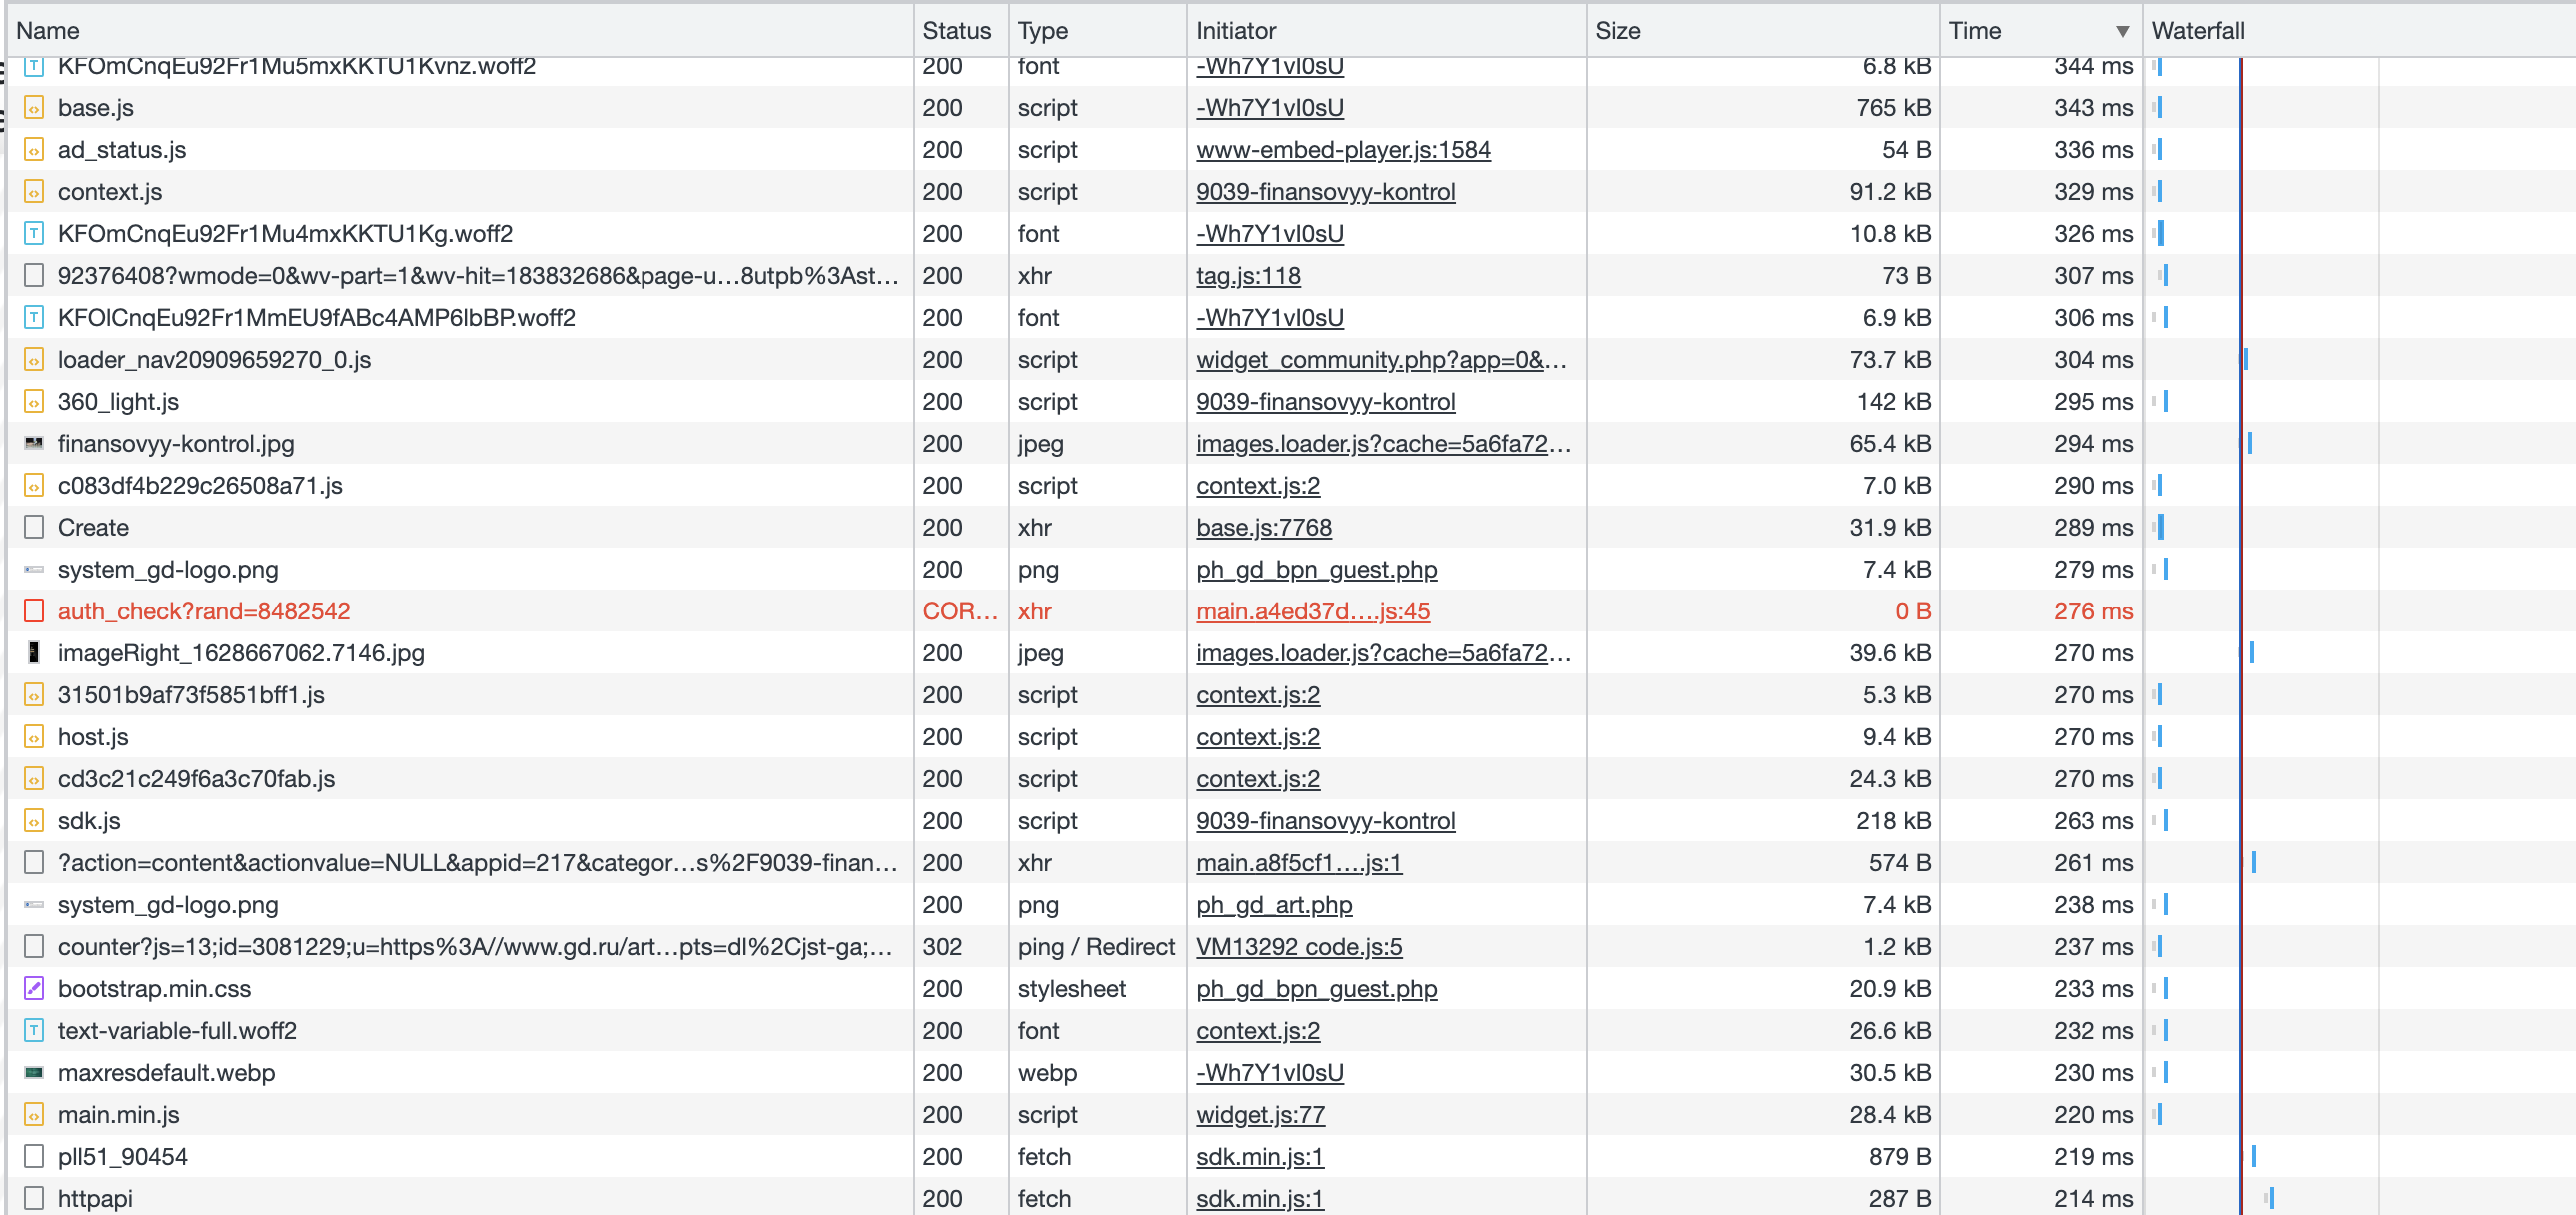 Name Status Type Initiator Size Time ▼ Waterfall
KFOmCnqEu92Fr1Mu5mxKKTU1Kvnz.woff2 200 font -Wh7Y1vI0sU 6.8 kB 344 ms
base.js 200 script -Wh7Y1vI0sU 765 kB 343 ms
ad_status.js 200 script www-embed-player.js:1584 54 B 336 ms
context.js 200 script 9039-finansovyy-kontrol 91.2 kB 329 ms
KFOmCnqEu92Fr1Mu4mxKKTU1Kg.woff2 200 font -Wh7Y1vI0sU 10.8 kB 326 ms
92376408?wmode=0&wv-part=1&wv-hit=183832686&page-u…8utpb%3Ast… 200 xhr tag.js:118 73 B 307 ms
KFOlCnqEu92Fr1MmEU9fABc4AMP6lbBP.woff2 200 font -Wh7Y1vI0sU 6.9 kB 306 ms
loader_nav20909659270_0.js 200 script widget_community.php?app=0&… 73.7 kB 304 ms
360_light.js 200 script 9039-finansovyy-kontrol 142 kB 295 ms
finansovyy-kontrol.jpg 200 jpeg images.loader.js?cache=5a6fa72… 65.4 kB 294 ms
c083df4b229c26508a71.js 200 script context.js:2 7.0 kB 290 ms
Create 200 xhr base.js:7768 31.9 kB 289 ms
system_gd-logo.png 200 png ph_gd_bpn_guest.php 7.4 kB 279 ms
auth_check?rand=8482542 COR… xhr main.a4ed37d….js:45 0 B 276 ms
imageRight_1628667062.7146.jpg 200 jpeg images.loader.js?cache=5a6fa72… 39.6 kB 270 ms
31501b9af73f5851bff1.js 200 script context.js:2 5.3 kB 270 ms
host.js 200 script context.js:2 9.4 kB 270 ms
cd3c21c249f6a3c70fab.js 200 script context.js:2 24.3 kB 270 ms
sdk.js 200 script 9039-finansovyy-kontrol 218 kB 263 ms
?action=content&actionvalue=NULL&appid=217&categor…s%2F9039-finan… 200 xhr main.a8f5cf1….js:1 574 B 261 ms
system_gd-logo.png 200 png ph_gd_art.php 7.4 kB 238 ms
counter?js=13;id=3081229;u=https%3A//www.gd.ru/art…pts=dl%2Cjst-ga;… 302 ping / Redirect VM13292 code.js:5 1.2 kB 237 ms
bootstrap.min.css 200 stylesheet ph_gd_bpn_guest.php 20.9 kB 233 ms
text-variable-full.woff2 200 font context.js:2 26.6 kB 232 ms
maxresdefault.webp 200 webp -Wh7Y1vI0sU 30.5 kB 230 ms
main.min.js 200 script widget.js:77 28.4 kB 220 ms
pll51_90454 200 fetch sdk.min.js:1 879 B 219 ms
httpapi 200 fetch sdk.min.js:1 287 B 214 ms